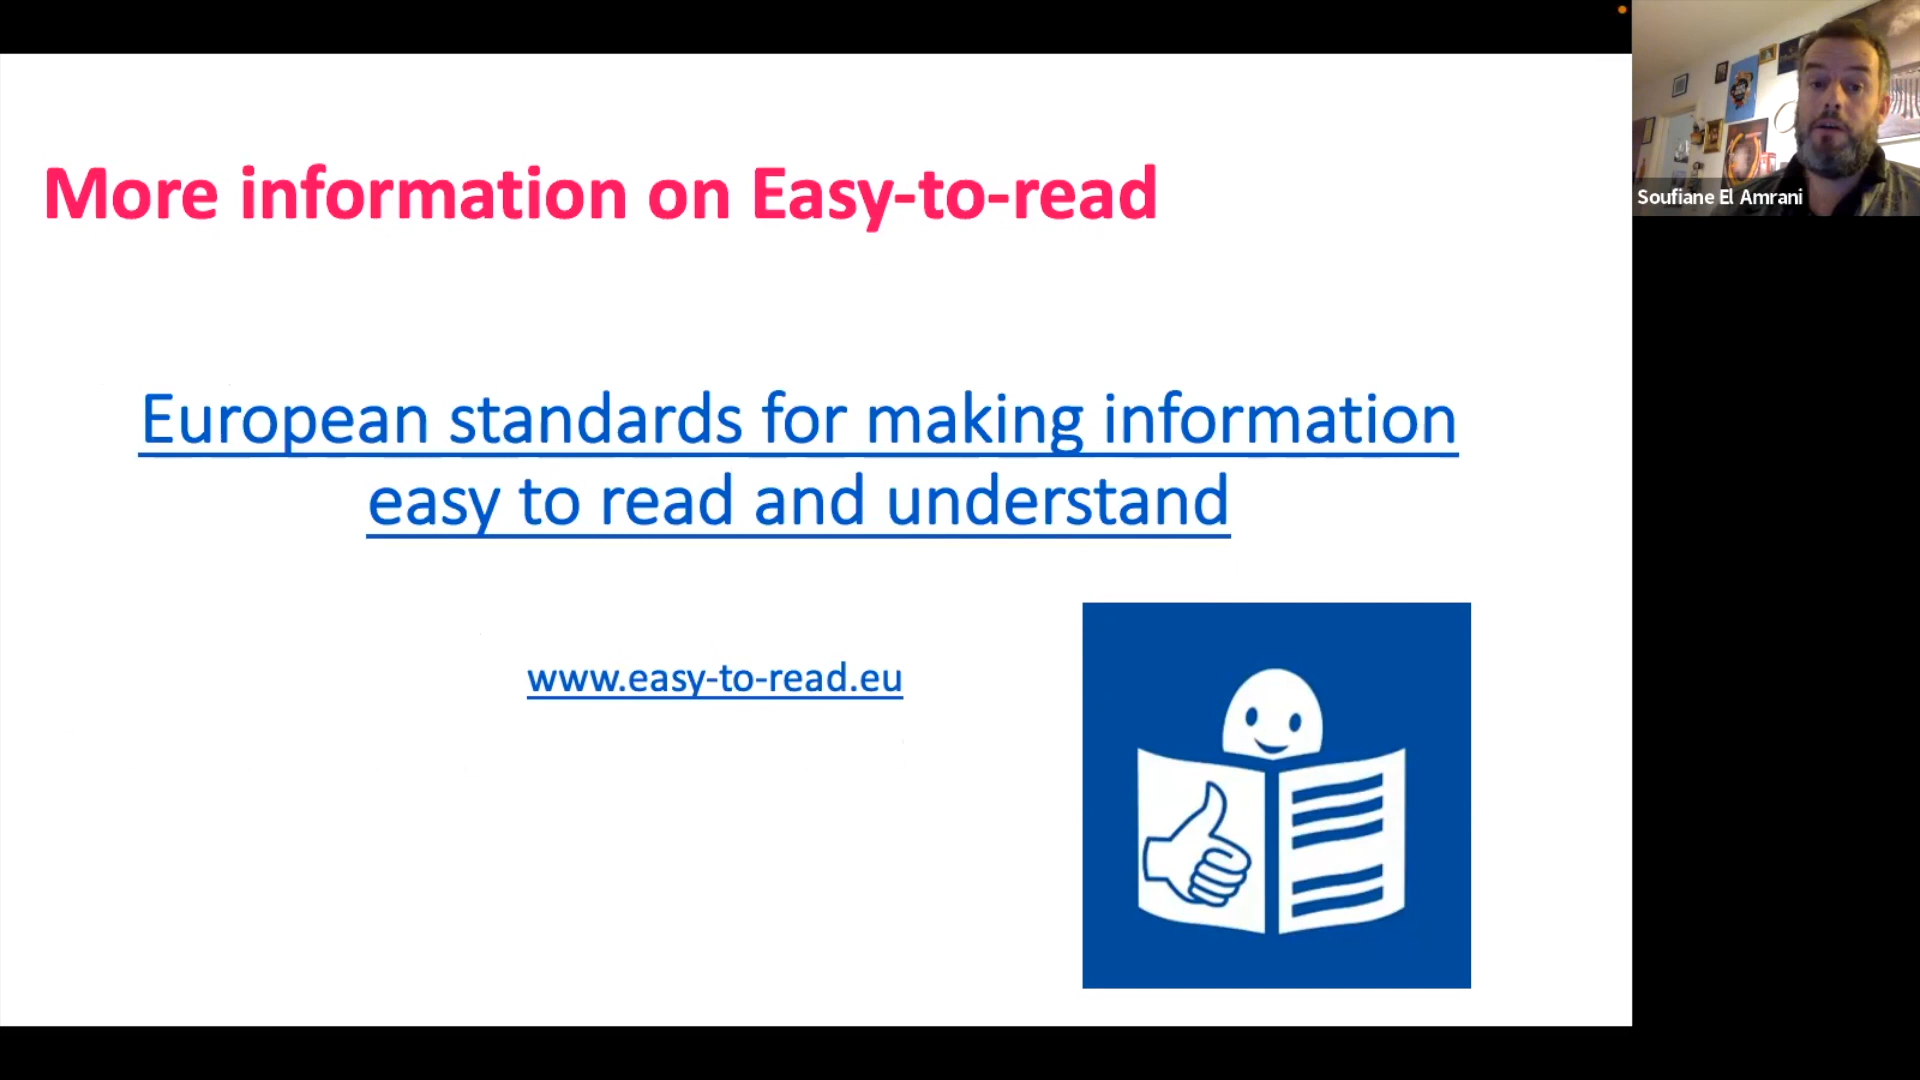 More information on Easy-to-read
European standards for making information
easy to read and understand
www.easy-to-read.eu
Soufiane El Amrani